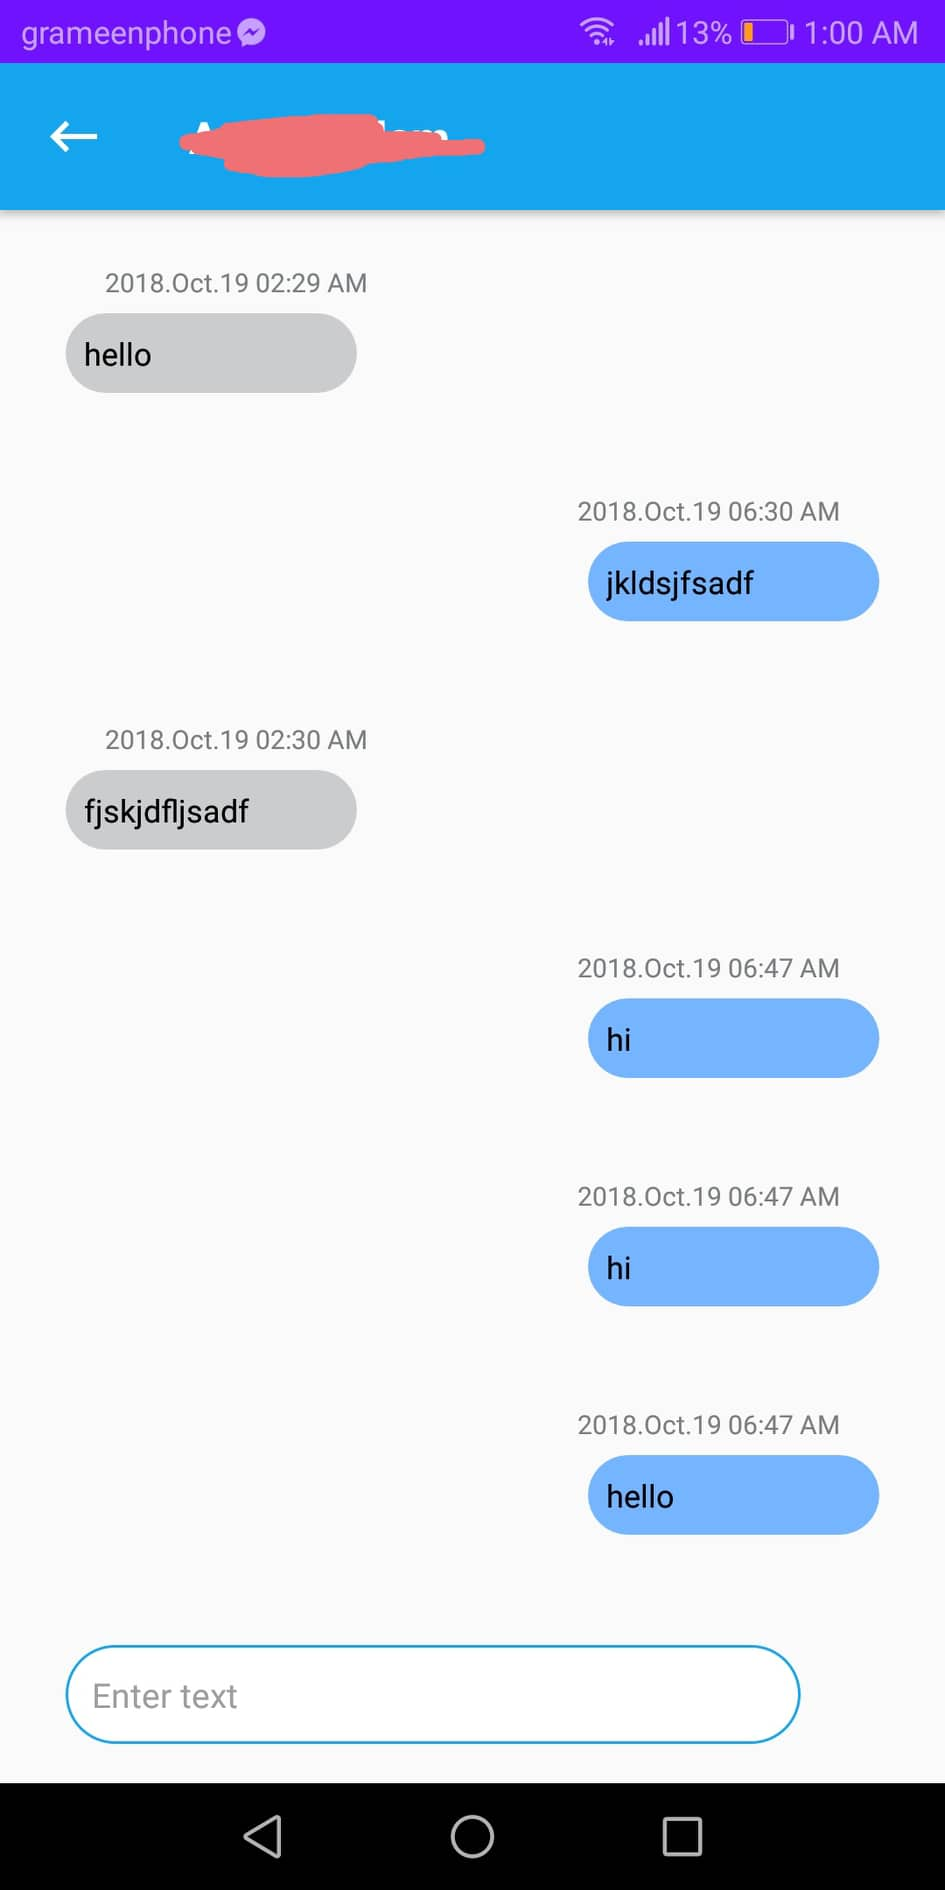 grameenphone 13% 1:00 AM
2018.Oct.19 02:29 AM
hello
2018.Oct.19 06:30 AM
jkldsjfsadf
2018.Oct.19 02:30 AM
fjskjdfljsadf
2018.Oct.19 06:47 AM
hi
2018.Oct.19 06:47 AM
hi
2018.Oct.19 06:47 AM
hello
Enter text